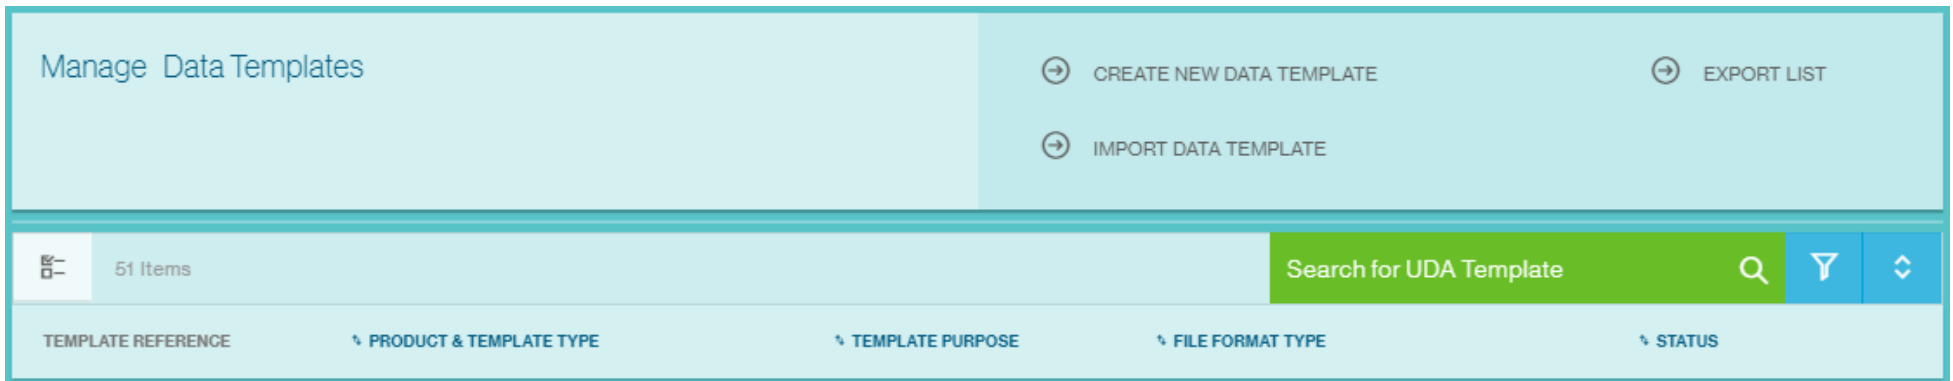 Manage Data Templates
CREATE NEW DATA TEMPLATE
EXPORT LIST
IMPORT DATA TEMPLATE
51 Items
Search for UDA Template
TEMPLATE REFERENCE
PRODUCT & TEMPLATE TYPE
TEMPLATE PURPOSE
FILE FORMAT TYPE
STATUS